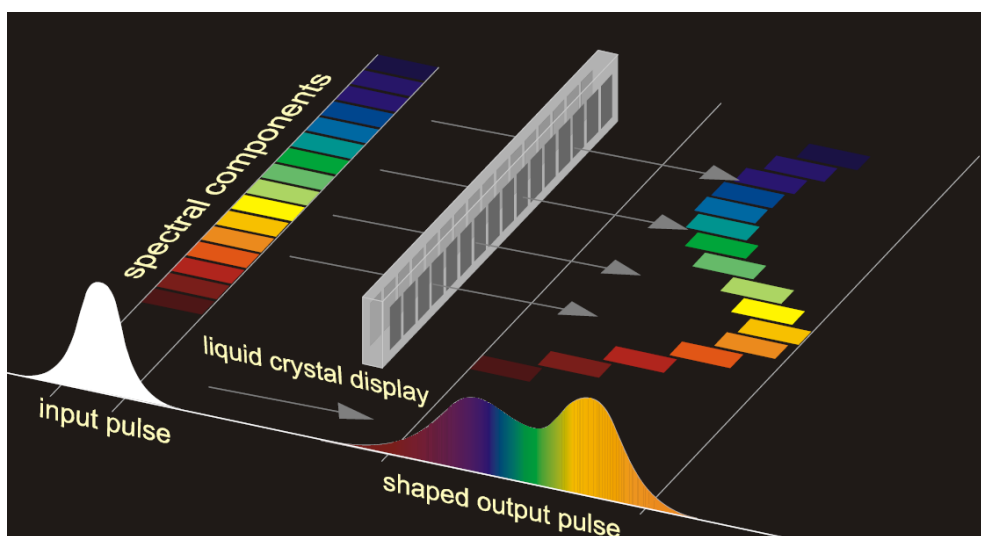 spectral components
liquid crystal display
input pulse
shaped output pulse